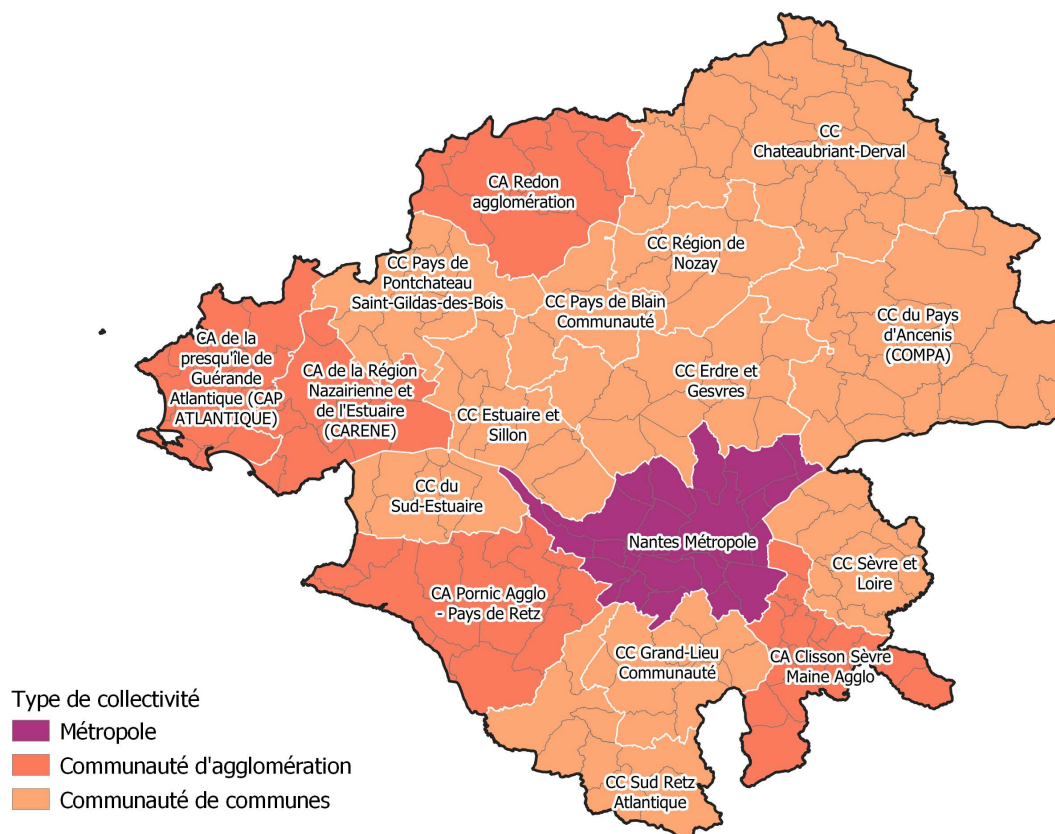 CC
Chateaubriant-Derval
CA Redon
agglomération
CC Région de
Nozay
CC Pays de
Pontchateau
Saint-Gildas-des-Bois
CC Pays de Blain
Communauté
CC du Pays
d'Ancenis
(COMPA)
CA de la
presqu'île de
Guérande
Atlantique (CAP
ATLANTIQUE)
CA de la Région
Nazairienne et
de l'Estuaire
(CARENE)
CC Erdre et
Gesvres
CC Estuaire et
Sillon
CC du
Sud-Estuaire
Nantes Métropole
CC Sèvre et
Loire
CA Pornic Agglo
- Pays de Retz
CC Grand-Lieu
Communauté
CA Clisson Sèvre
Maine Agglo
CC Sud Retz
Atlantique
Type de collectivité
Métropole
Communauté d'agglomération
Communauté de communes